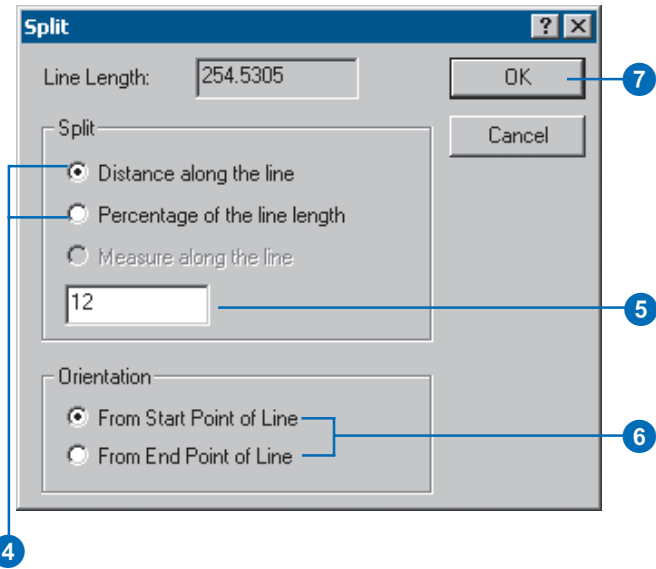 Split
Line Length: 254.5305
OK
7
Split
Cancel
Distance along the line
Percentage of the line length
Measure along the line
12
5
Orientation
From Start Point of Line
6
From End Point of Line
4